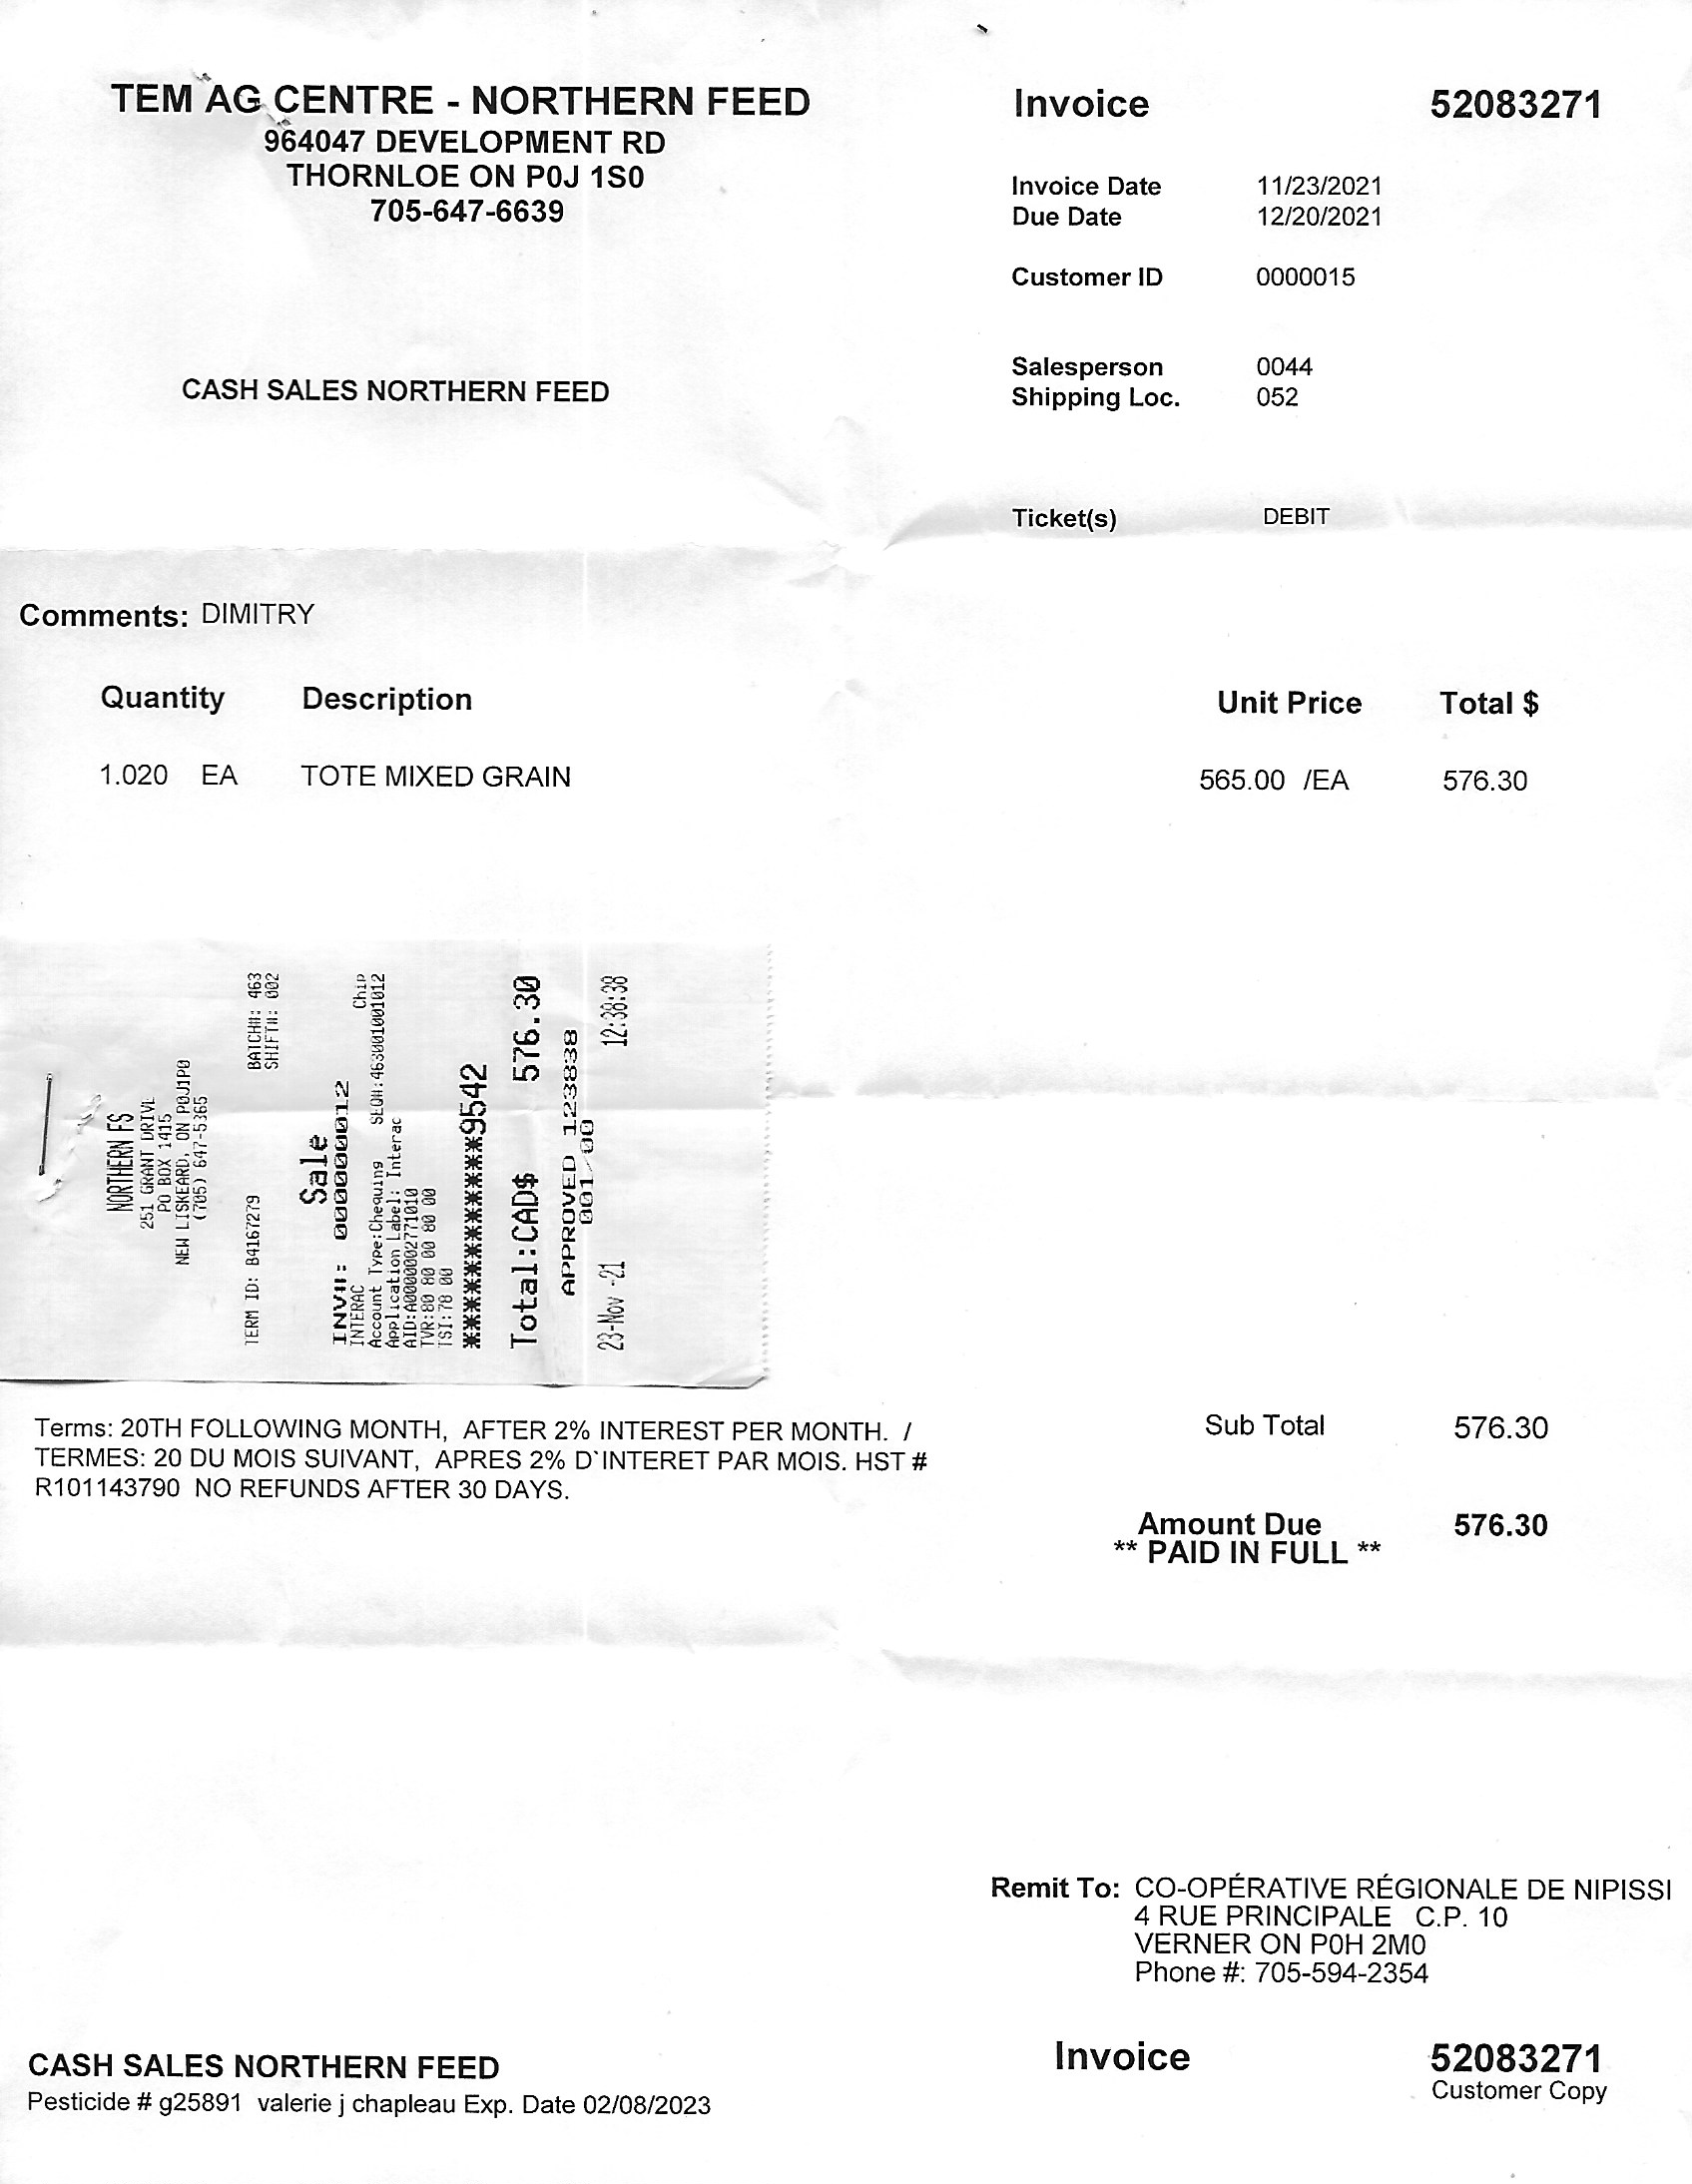 TEM AG CENTRE - NORTHERN FEED
964047 DEVELOPMENT RD
THORNLOE ON P0J 1S0
705-647-6639
Invoice 52083271
Invoice Date 11/23/2021
Due Date 12/20/2021
Customer ID 0000015
Salesperson 0044
Shipping Loc. 052
CASH SALES NORTHERN FEED
Ticket(s) DEBIT
Comments: DIMITRY
Quantity Description Unit Price Total $
1.020 EA TOTE MIXED GRAIN 565.00 /EA 576.30
NORTHERN FS
251 GRANT DRIVE
PO BOX 1415
NEW LISKEARD, ON P0J1P0
(705) 647-5365
TERM ID: B4167279 BATCH#: 463
SHIFT#: 002
Sale
INV#: 000000012
INTERAC Chip
Account Type:Chequing SEQ#:463001001012
Application Label: Interac
AID:A0000002771010
TVR:80 80 00 80 00
TSI:78 00
************9542
Total:CAD$ 576.30
APPROVED 123838
001/00
23-Nov -21 12:38:38
Terms: 20TH FOLLOWING MONTH, AFTER 2% INTEREST PER MONTH. /
TERMES: 20 DU MOIS SUIVANT, APRES 2% D`INTERET PAR MOIS. HST #
R101143790 NO REFUNDS AFTER 30 DAYS.
Sub Total 576.30
Amount Due 576.30
** PAID IN FULL **
Remit To: CO-OPÉRATIVE RÉGIONALE DE NIPISSI
4 RUE PRINCIPALE C.P. 10
VERNER ON P0H 2M0
Phone #: 705-594-2354
CASH SALES NORTHERN FEED
Pesticide # g25891 valerie j chapleau Exp. Date 02/08/2023
Invoice 52083271
Customer Copy